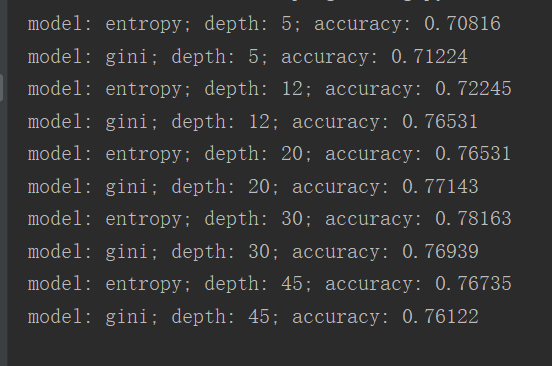 model: entropy; depth: 5; accuracy: 0.70816
model: gini; depth: 5; accuracy: 0.71224
model: entropy; depth: 12; accuracy: 0.72245
model: gini; depth: 12; accuracy: 0.76531
model: entropy; depth: 20; accuracy: 0.76531
model: gini; depth: 20; accuracy: 0.77143
model: entropy; depth: 30; accuracy: 0.78163
model: gini; depth: 30; accuracy: 0.76939
model: entropy; depth: 45; accuracy: 0.76735
model: gini; depth: 45; accuracy: 0.76122